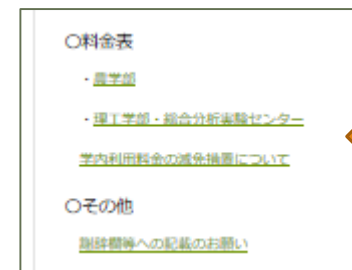 ○料金表
・農学部
・理工学部・総合分析実験センター
学内利用料金の減免措置について
○その他
謝辞欄等への記載のお願い